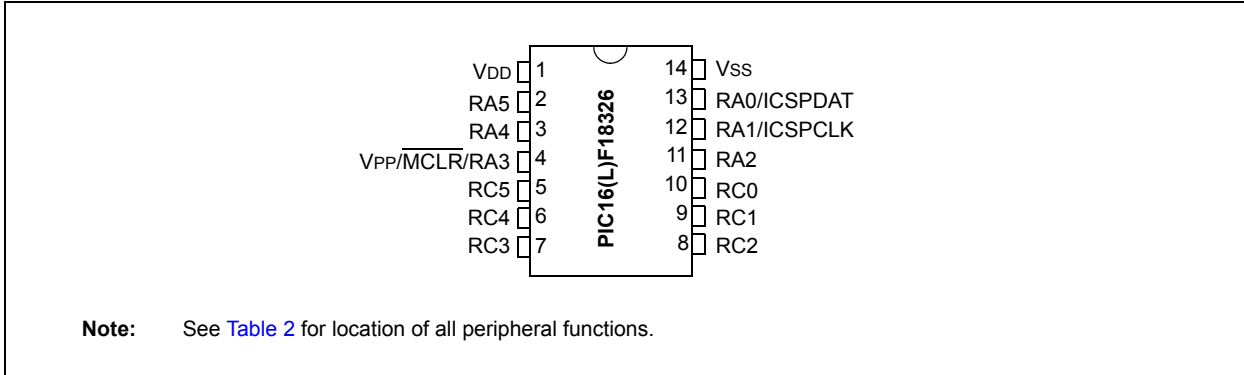 VDD 1 14 VSS
RA5 2 13 RA0/ICSPDAT
RA4 3 12 RA1/ICSPCLK
VPP/MCLR/RA3 4 11 RA2
RC5 5 10 RC0
RC4 6 9 RC1
RC3 7 8 RC2
PIC16(L)F18326
Note: See Table 2 for location of all peripheral functions.